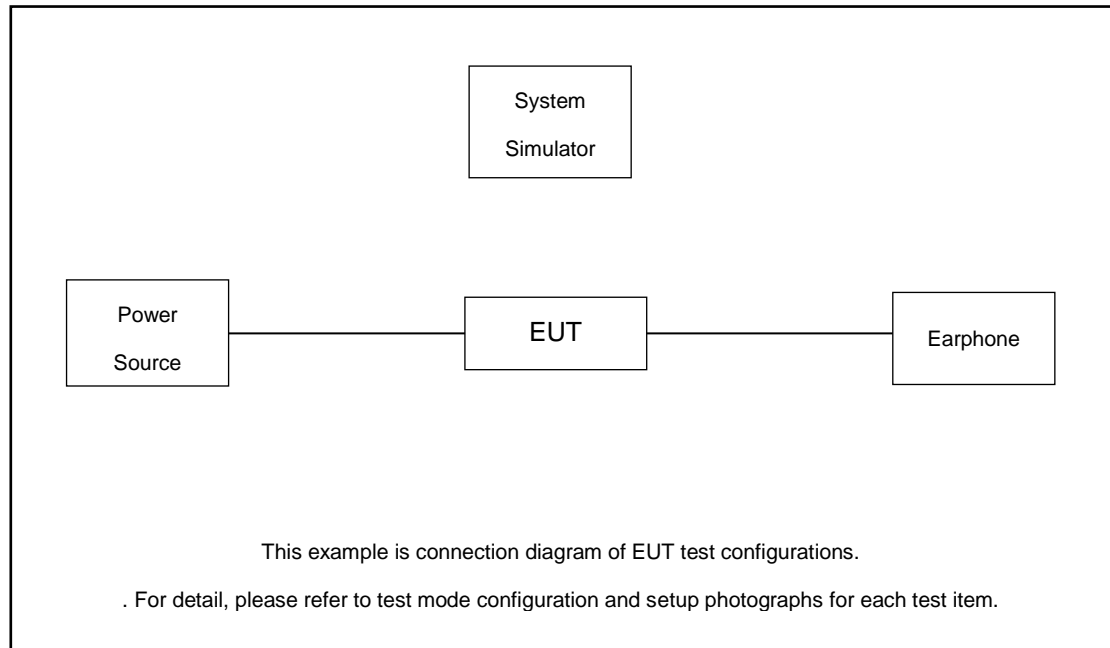 System
Simulator
Power
Source
EUT
Earphone
This example is connection diagram of EUT test configurations.
. For detail, please refer to test mode configuration and setup photographs for each test item.